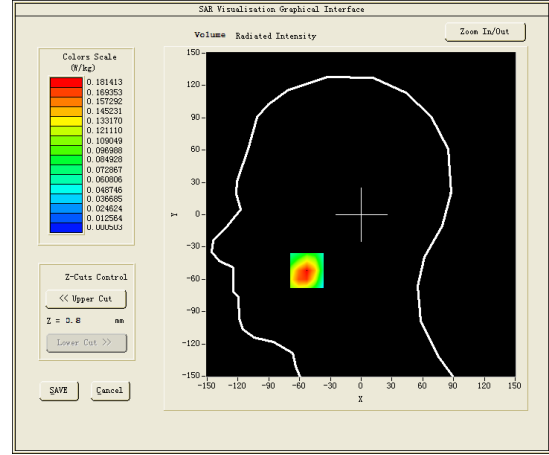 SAR Visualisation Graphical Interface
Volume Radiated Intensity
Zoom In/Out
Colors Scale
(W/kg)
0.181413
0.169353
0.157292
0.145231
0.133170
0.121110
0.109049
0.096988
0.084928
0.072867
0.060806
0.048746
0.036685
0.024624
0.012564
0.000503
Z-Cuts Control
<< Upper Cut
Z = 0.8 mm
Lower Cut >>
SAVE
Cancel
150
120
90
60
30
0
-30
-60
-90
-120
-150
Y
-150 -120 -90 -60 -30 0 30 60 90 120 150
X